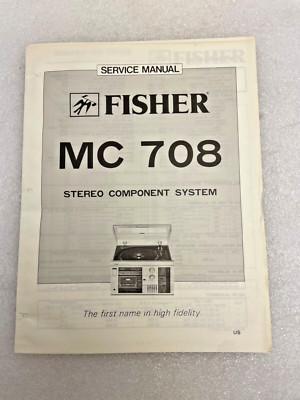 SERVICE MANUAL
FISHER®
MC 708
STEREO COMPONENT SYSTEM
The first name in high fidelity
US